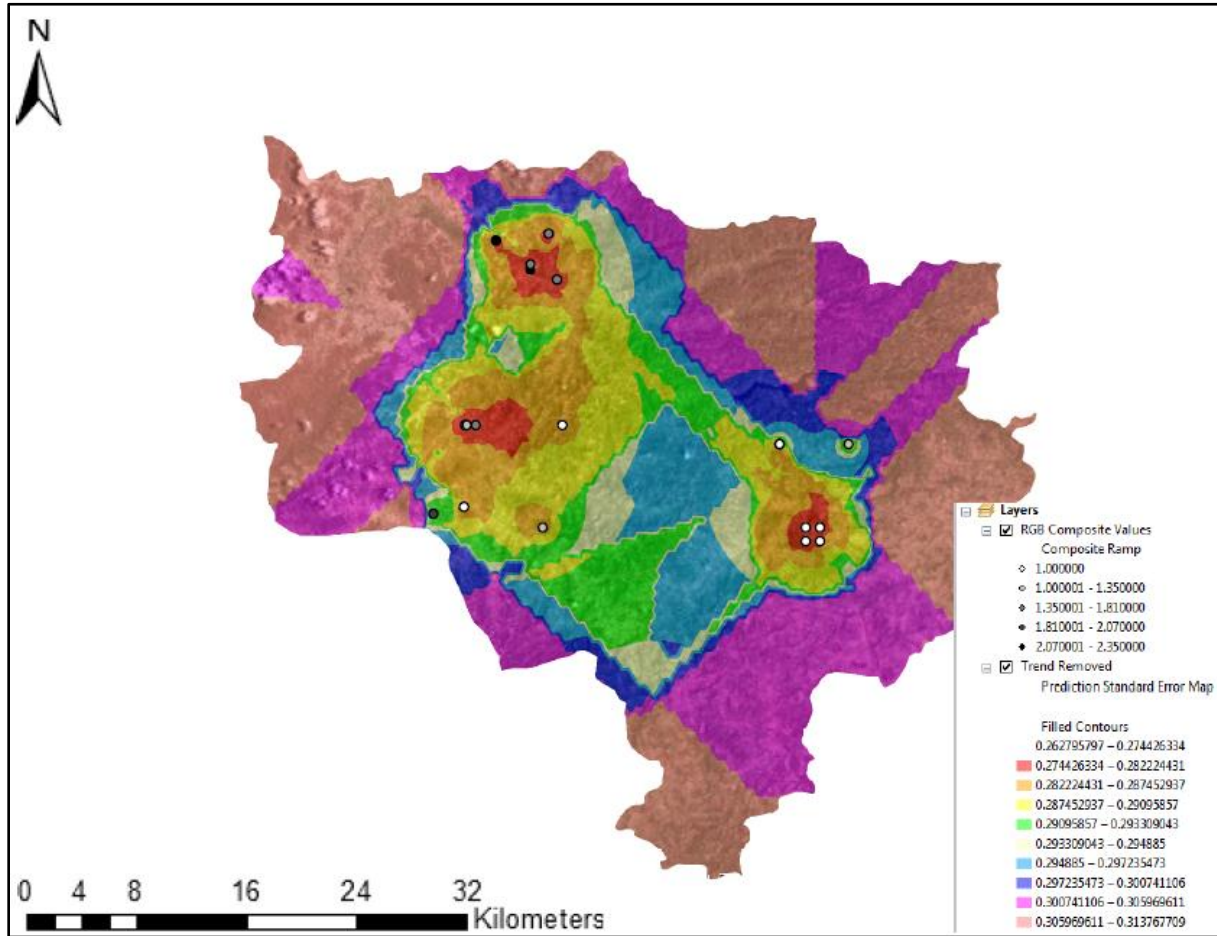 N
Layers
RGB Composite Values
Composite Ramp
1.000000
1.000001 - 1.350000
1.350001 - 1.810000
1.810001 - 2.070000
2.070001 - 2.350000
Trend Removed
Prediction Standard Error Map
Filled Contours
0.262795797 – 0.274426334
0.274426334 – 0.282224431
0.282224431 – 0.287452937
0.287452937 – 0.29095857
0.29095857 – 0.293309043
0.293309043 – 0.294885
0.294885 – 0.297235473
0.297235473 – 0.300741106
0.300741106 – 0.305969611
0.305969611 – 0.313767709
0 4 8 16 24 32
Kilometers